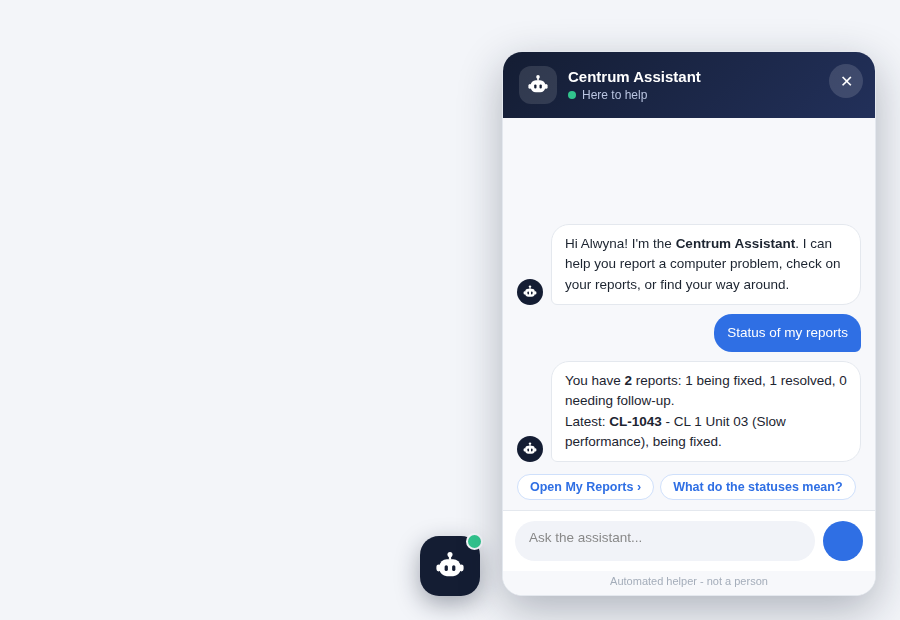 Centrum Assistant
Here to help
Hi Alwyna! I'm the Centrum Assistant. I can
help you report a computer problem, check on
your reports, or find your way around.
Status of my reports
You have 2 reports: 1 being fixed, 1 resolved, 0
needing follow-up.
Latest: CL-1043 - CL 1 Unit 03 (Slow
performance), being fixed.
Open My Reports ›
What do the statuses mean?
Ask the assistant...
Automated helper - not a person